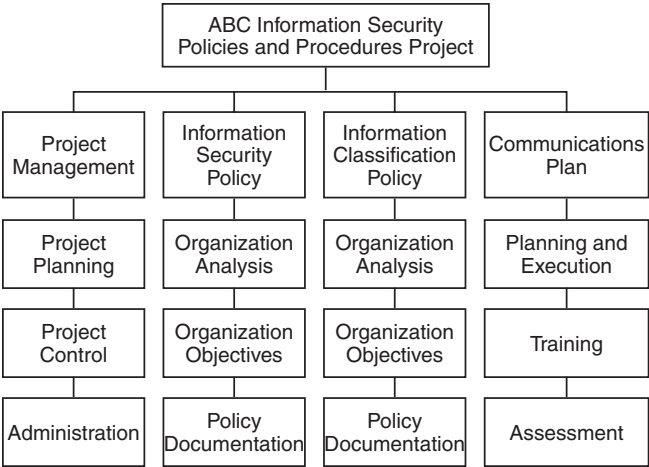 ABC Information Security
Policies and Procedures Project
Project
Management
Information
Security
Policy
Information
Classification
Policy
Communications
Plan
Project
Planning
Organization
Analysis
Organization
Analysis
Planning and
Execution
Project
Control
Organization
Objectives
Organization
Objectives
Training
Administration
Policy
Documentation
Policy
Documentation
Assessment